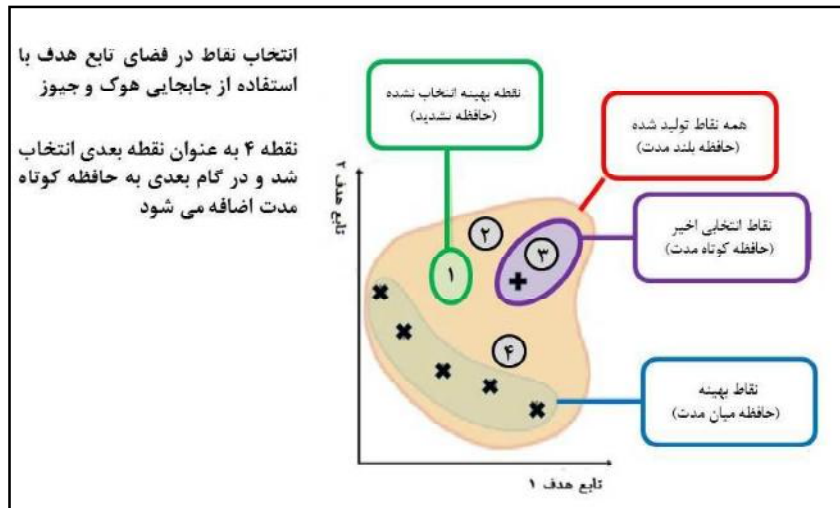 انتخاب نقاط در فضای تابع هدف با
استفاده از جابجایی هوک و جیوز
نقطه ۴ به عنوان نقطه بعدی انتخاب
شد و در گام بعدی به حافظه کوتاه
مدت اضافه می شود
نقطه بهینه انتخاب نشده
(حافظه تشدید)
همه نقاط تولید شده
(حافظه بلند مدت)
نقاط انتخابی اخیر
(حافظه کوتاه مدت)
نقاط بهینه
(حافظه میان مدت)
تابع هدف ۲
۲
۳
۱
۴
تابع هدف ۱